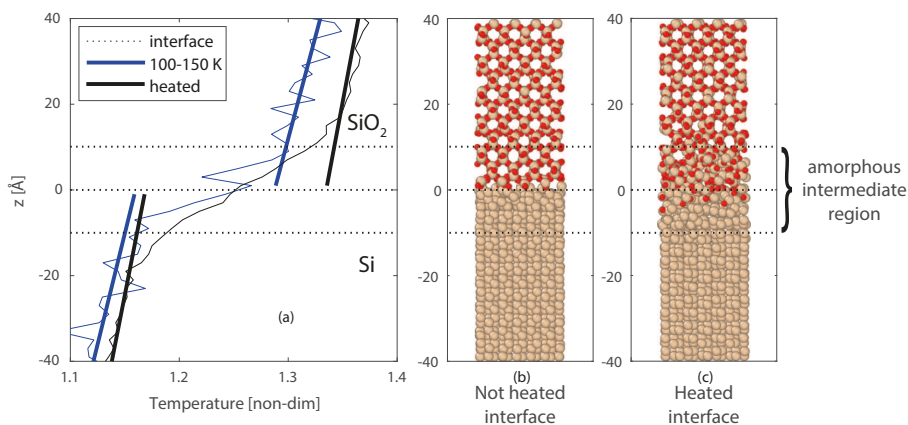 interface
100-150 K
heated
40
20
0
-20
-40
z [Å]
SiO2
Si
(a)
1.1
1.2
1.3
1.4
Temperature [non-dim]
40
20
0
-20
-40
(b)
Not heated
interface
40
20
0
-20
-40
(c)
Heated
interface
amorphous
intermediate
region